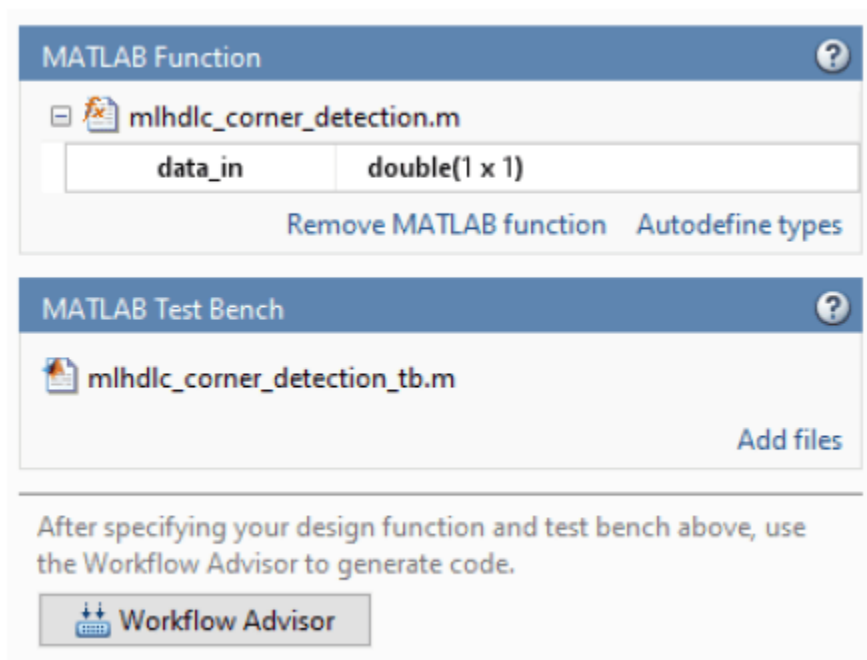 MATLAB Function
mlhdlc_corner_detection.m
data_in double(1 x 1)
Remove MATLAB function Autodefine types
MATLAB Test Bench
mlhdlc_corner_detection_tb.m
Add files
After specifying your design function and test bench above, use
the Workflow Advisor to generate code.
Workflow Advisor